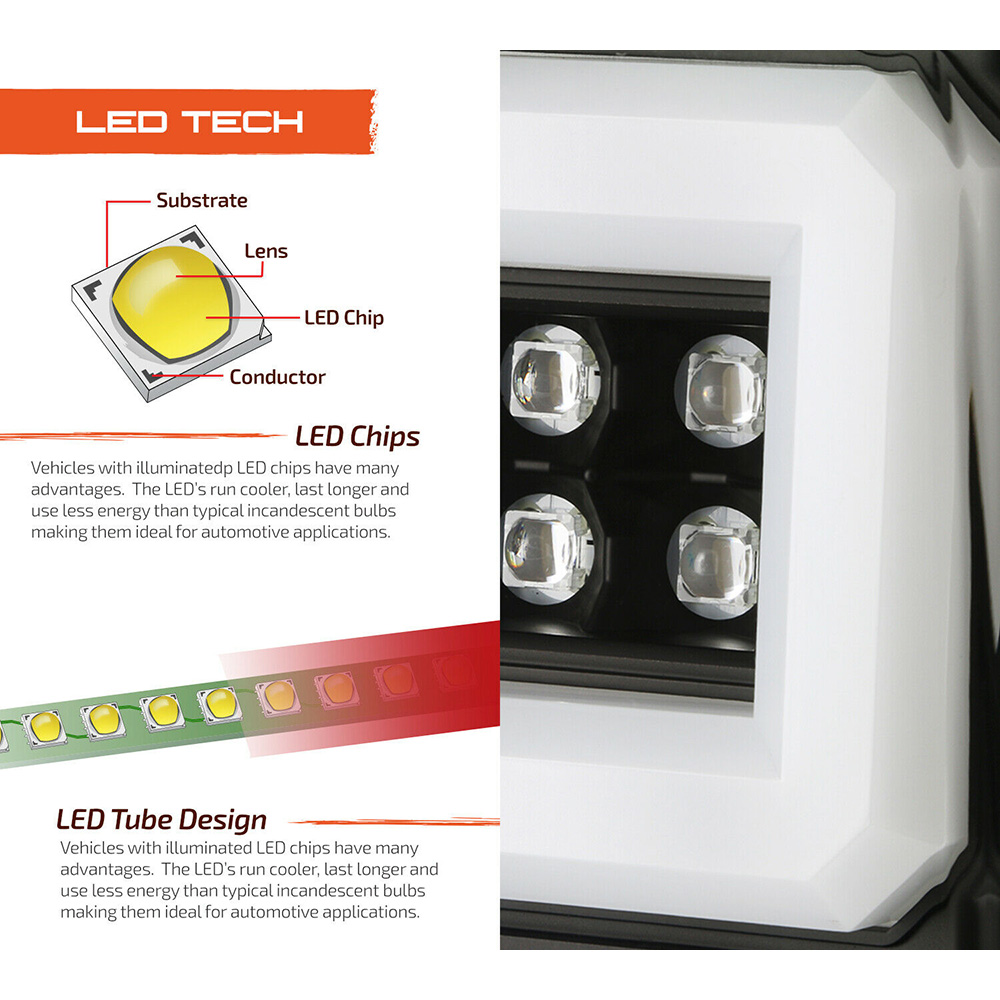 LED TECH
Substrate
Lens
LED Chip
Conductor
LED Chips
Vehicles with illuminatedp LED chips have many
advantages. The LED's run cooler, last longer and
use less energy than typical incandescent bulbs
making them ideal for automotive applications.
LED Tube Design
Vehicles with illuminated LED chips have many
advantages. The LED's run cooler, last longer and
use less energy than typical incandescent bulbs
making them ideal for automotive applications.